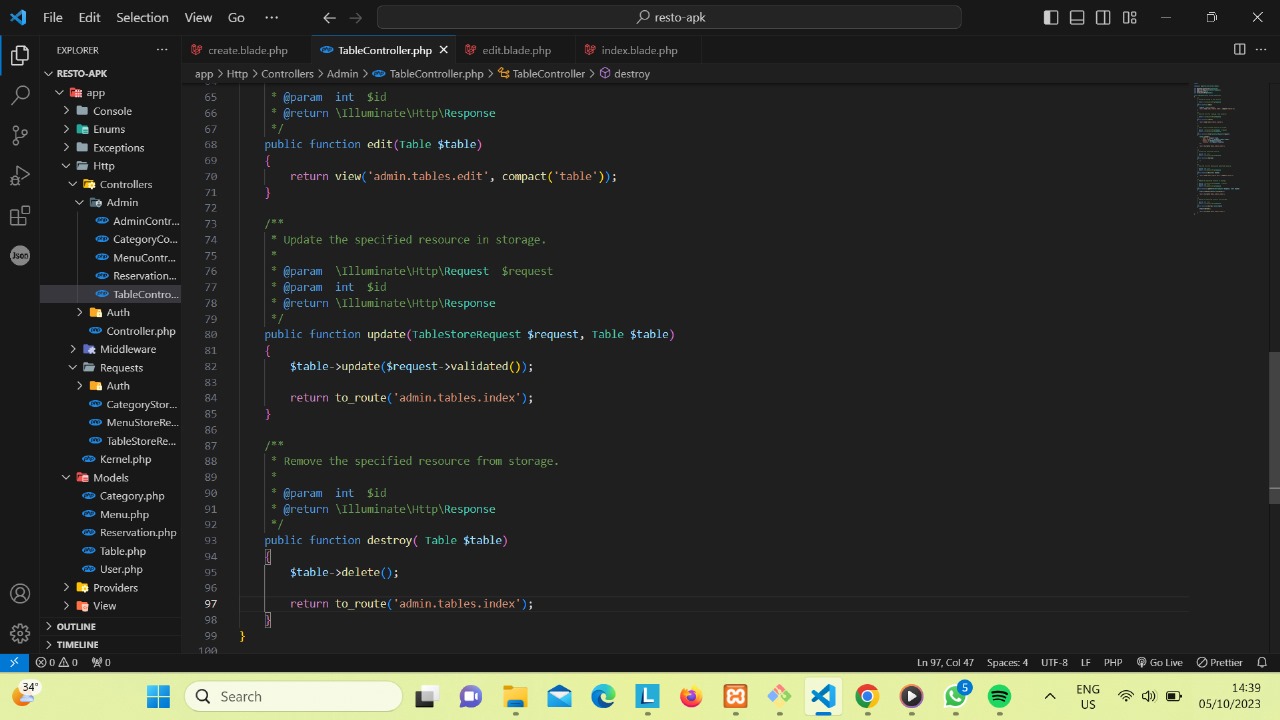 File Edit Selection View Go ··· resto-apk
EXPLORER ···
create.blade.php TableController.php edit.blade.php index.blade.php
app > Http > Controllers > Admin > TableController.php > TableController > destroy
RESTO-APK
app
Console
Enums
Exceptions
Http
Controllers
Admin
AdminContr...
CategoryCo...
MenuContr...
Reservation...
TableContro...
Auth
Controller.php
Middleware
Requests
Auth
CategoryStor...
MenuStoreRe...
TableStoreRe...
Kernel.php
Models
Category.php
Menu.php
Reservation.php
Table.php
User.php
Providers
View
OUTLINE
TIMELINE
Json
65 * @param  int  $id
66 * @return \Illuminate\Http\Response
67 */
68 public function edit(Table $table)
69 {
70 return view('admin.tables.edit', compact('table'));
71 }
72
73 /**
74 * Update the specified resource in storage.
75 *
76 * @param  \Illuminate\Http\Request  $request
77 * @param  int  $id
78 * @return \Illuminate\Http\Response
79 */
80 public function update(TableStoreRequest $request, Table $table)
81 {
82 $table->update($request->validated());
83
84 return to_route('admin.tables.index');
85 }
86
87 /**
88 * Remove the specified resource from storage.
89 *
90 * @param  int  $id
91 * @return \Illuminate\Http\Response
92 */
93 public function destroy( Table $table)
94 {
95 $table->delete();
96
97 return to_route('admin.tables.index');
98 }
99 }
100
0 0 0 Ln 97, Col 47 Spaces: 4 UTF-8 LF PHP Go Live Prettier
34° Search 5 ENG US 14:39 05/10/2023